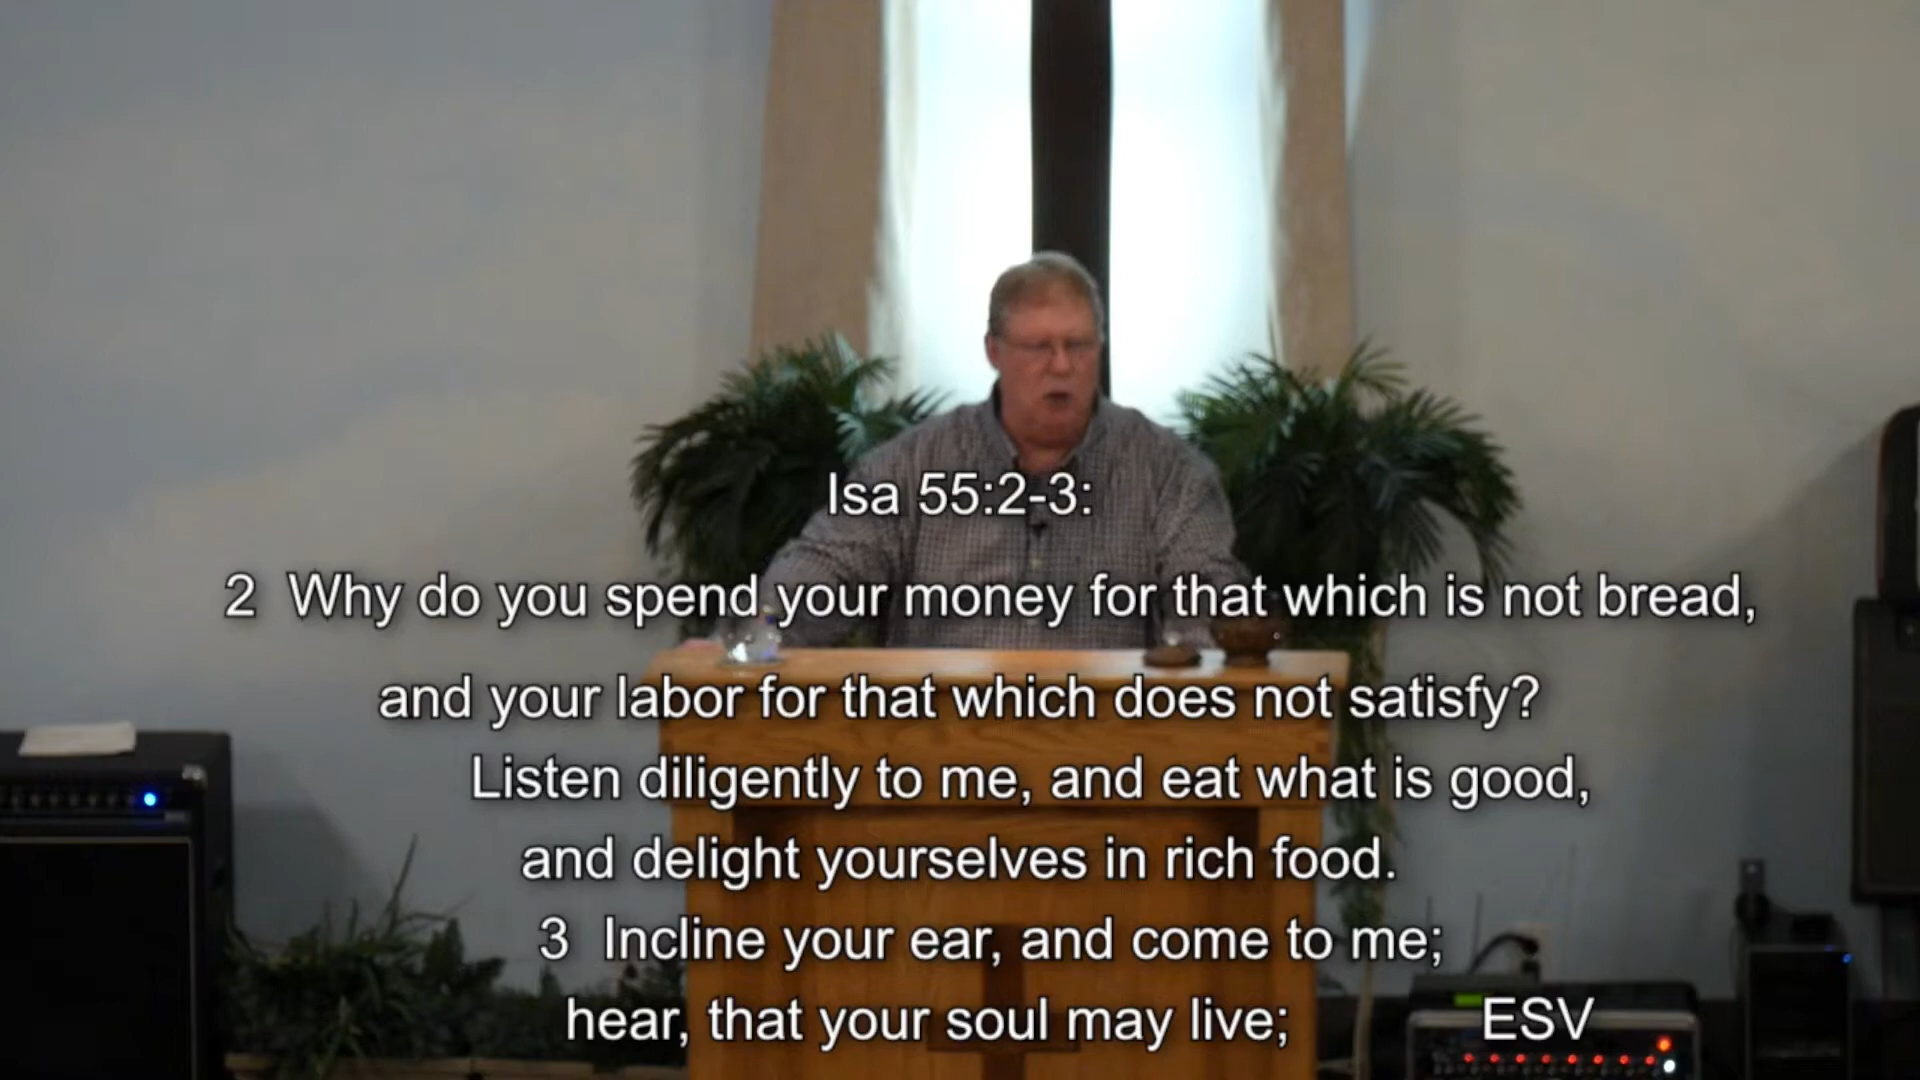 Isa 55:2-3:
2 Why do you spend your money for that which is not bread,
and your labor for that which does not satisfy?
Listen diligently to me, and eat what is good,
and delight yourselves in rich food.
3 Incline your ear, and come to me;
hear, that your soul may live; ESV